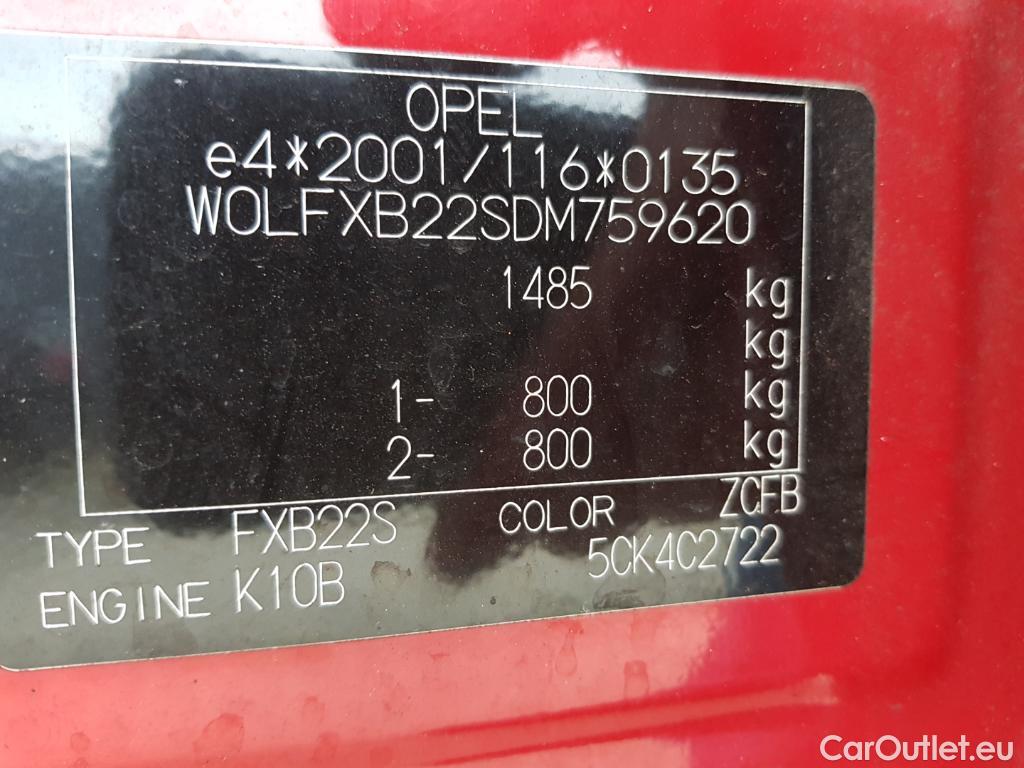 OPEL
e4*2001/116*0135
WOLFXB22SDM759620
1485 kg
kg
1- 800 kg
2- 800 kg
TYPE FXB22S COLOR ZCFB
ENGINE K10B 5CK4C2722
CarOutlet.eu